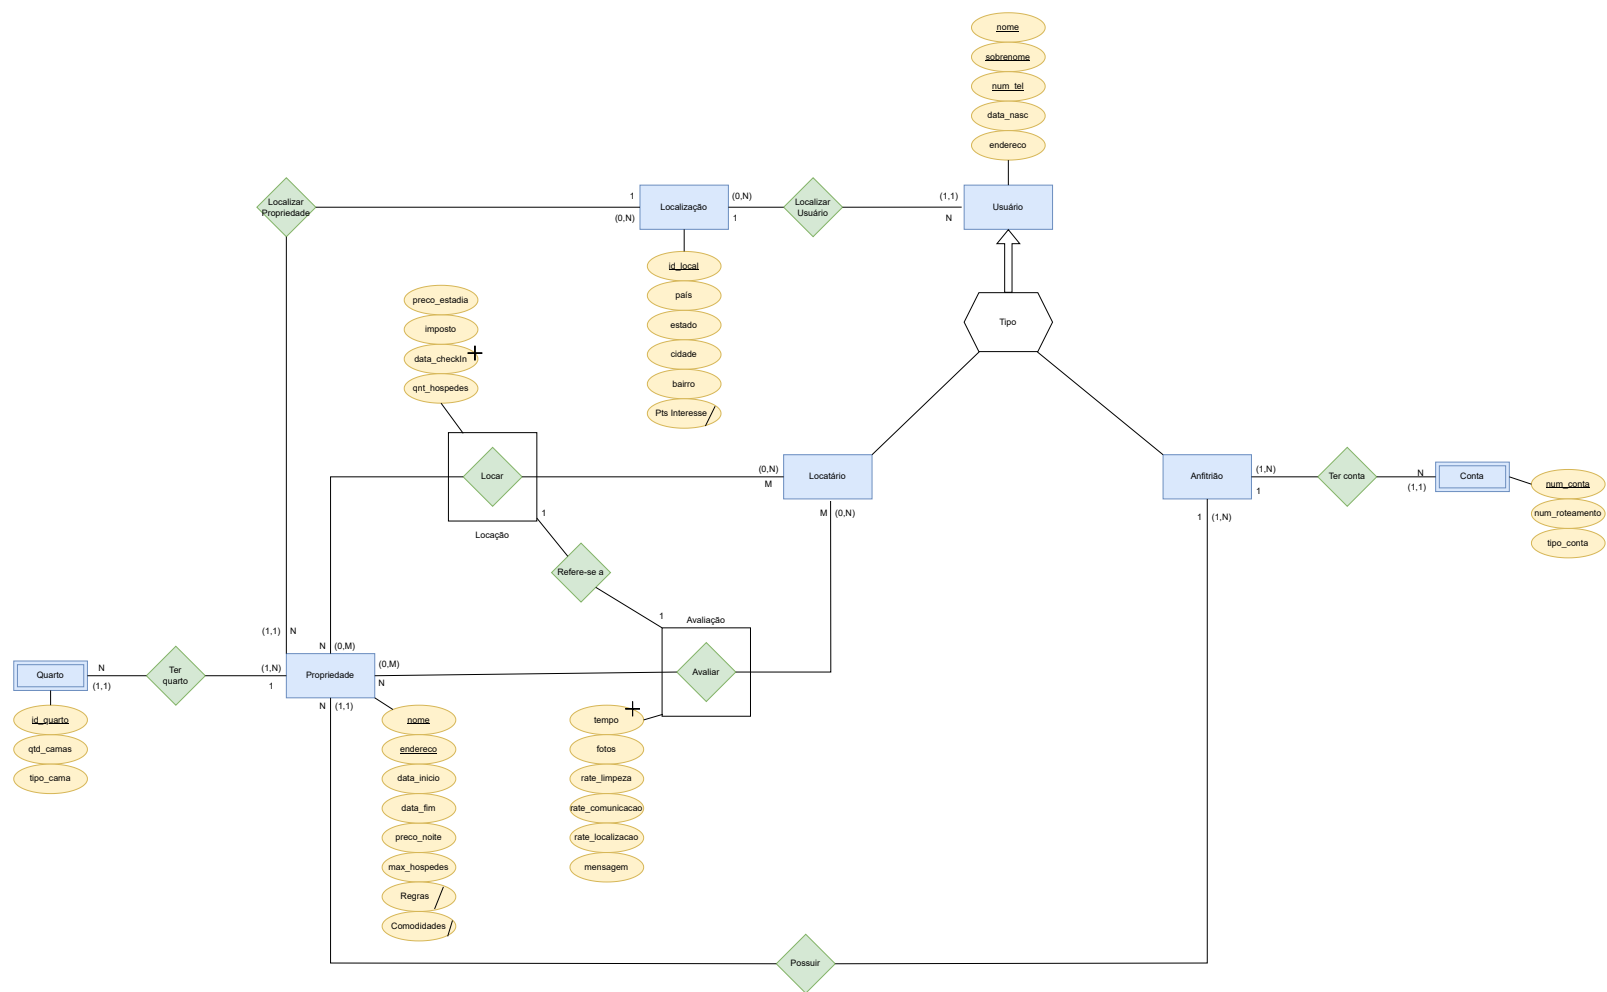 nome
sobrenome
num_tel
data_nasc
endereco
Localizar
Propriedade
1
(0,N)
Localização
(0,N)
1
Localizar
Usuário
(1,1)
N
Usuário
id_local
país
estado
cidade
bairro
Pts Interesse
Tipo
preco_estadia
imposto
data_checkIn
qnt_hospedes
Locar
Locação
1
(0,N)
M
Locatário
M
(0,N)
Anfitrião
(1,N)
1
1
(1,N)
Ter conta
N
(1,1)
Conta
num_conta
num_roteamento
tipo_conta
Refere-se a
1
Avaliação
Avaliar
(1,1)
N
N
(0,M)
Quarto
N
(1,1)
Ter
quarto
(1,N)
1
Propriedade
(0,M)
N
N
(1,1)
id_quarto
qtd_camas
tipo_cama
nome
endereco
data_inicio
data_fim
preco_noite
max_hospedes
Regras
Comodidades
tempo
fotos
rate_limpeza
rate_comunicacao
rate_localizacao
mensagem
Possuir